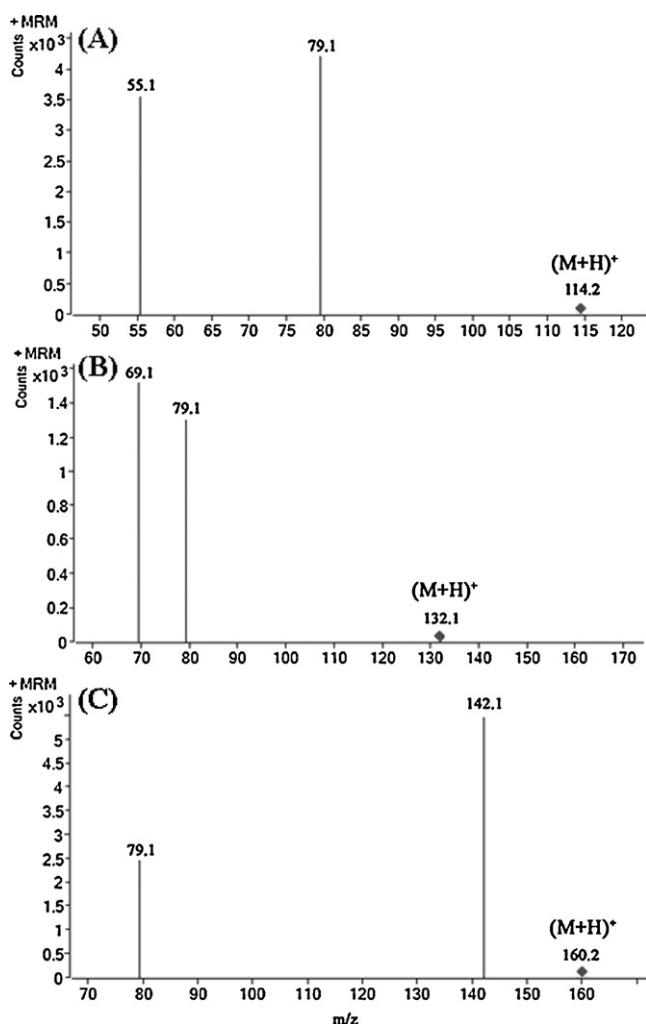 + MRM
Counts x10³ (A)
79.1
55.1
4
3.5
3
2.5
2
1.5
1
0.5
0
(M+H)⁺
114.2
50 55 60 65 70 75 80 85 90 95 100 105 110 115 120
+ MRM
Counts x10³ (B)
69.1
79.1
1.4
1.2
1
0.8
0.6
0.4
0.2
0
(M+H)⁺
132.1
60 70 80 90 100 110 120 130 140 150 160 170
+ MRM
Counts x10³ (C)
142.1
79.1
5
4.5
4
3.5
3
2.5
2
1.5
1
0.5
0
(M+H)⁺
160.2
70 80 90 100 110 120 130 140 150 160
m/z